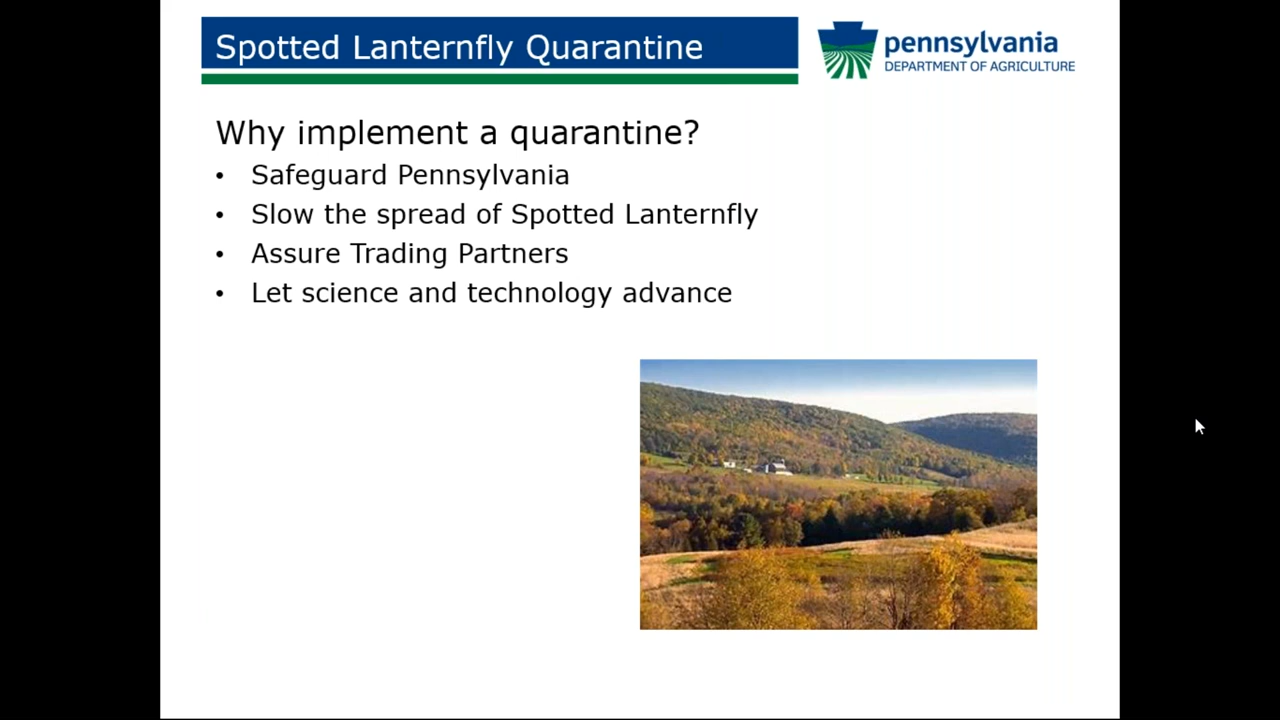 Spotted Lanternfly Quarantine
pennsylvania
DEPARTMENT OF AGRICULTURE
Why implement a quarantine?
• Safeguard Pennsylvania
• Slow the spread of Spotted Lanternfly
• Assure Trading Partners
• Let science and technology advance